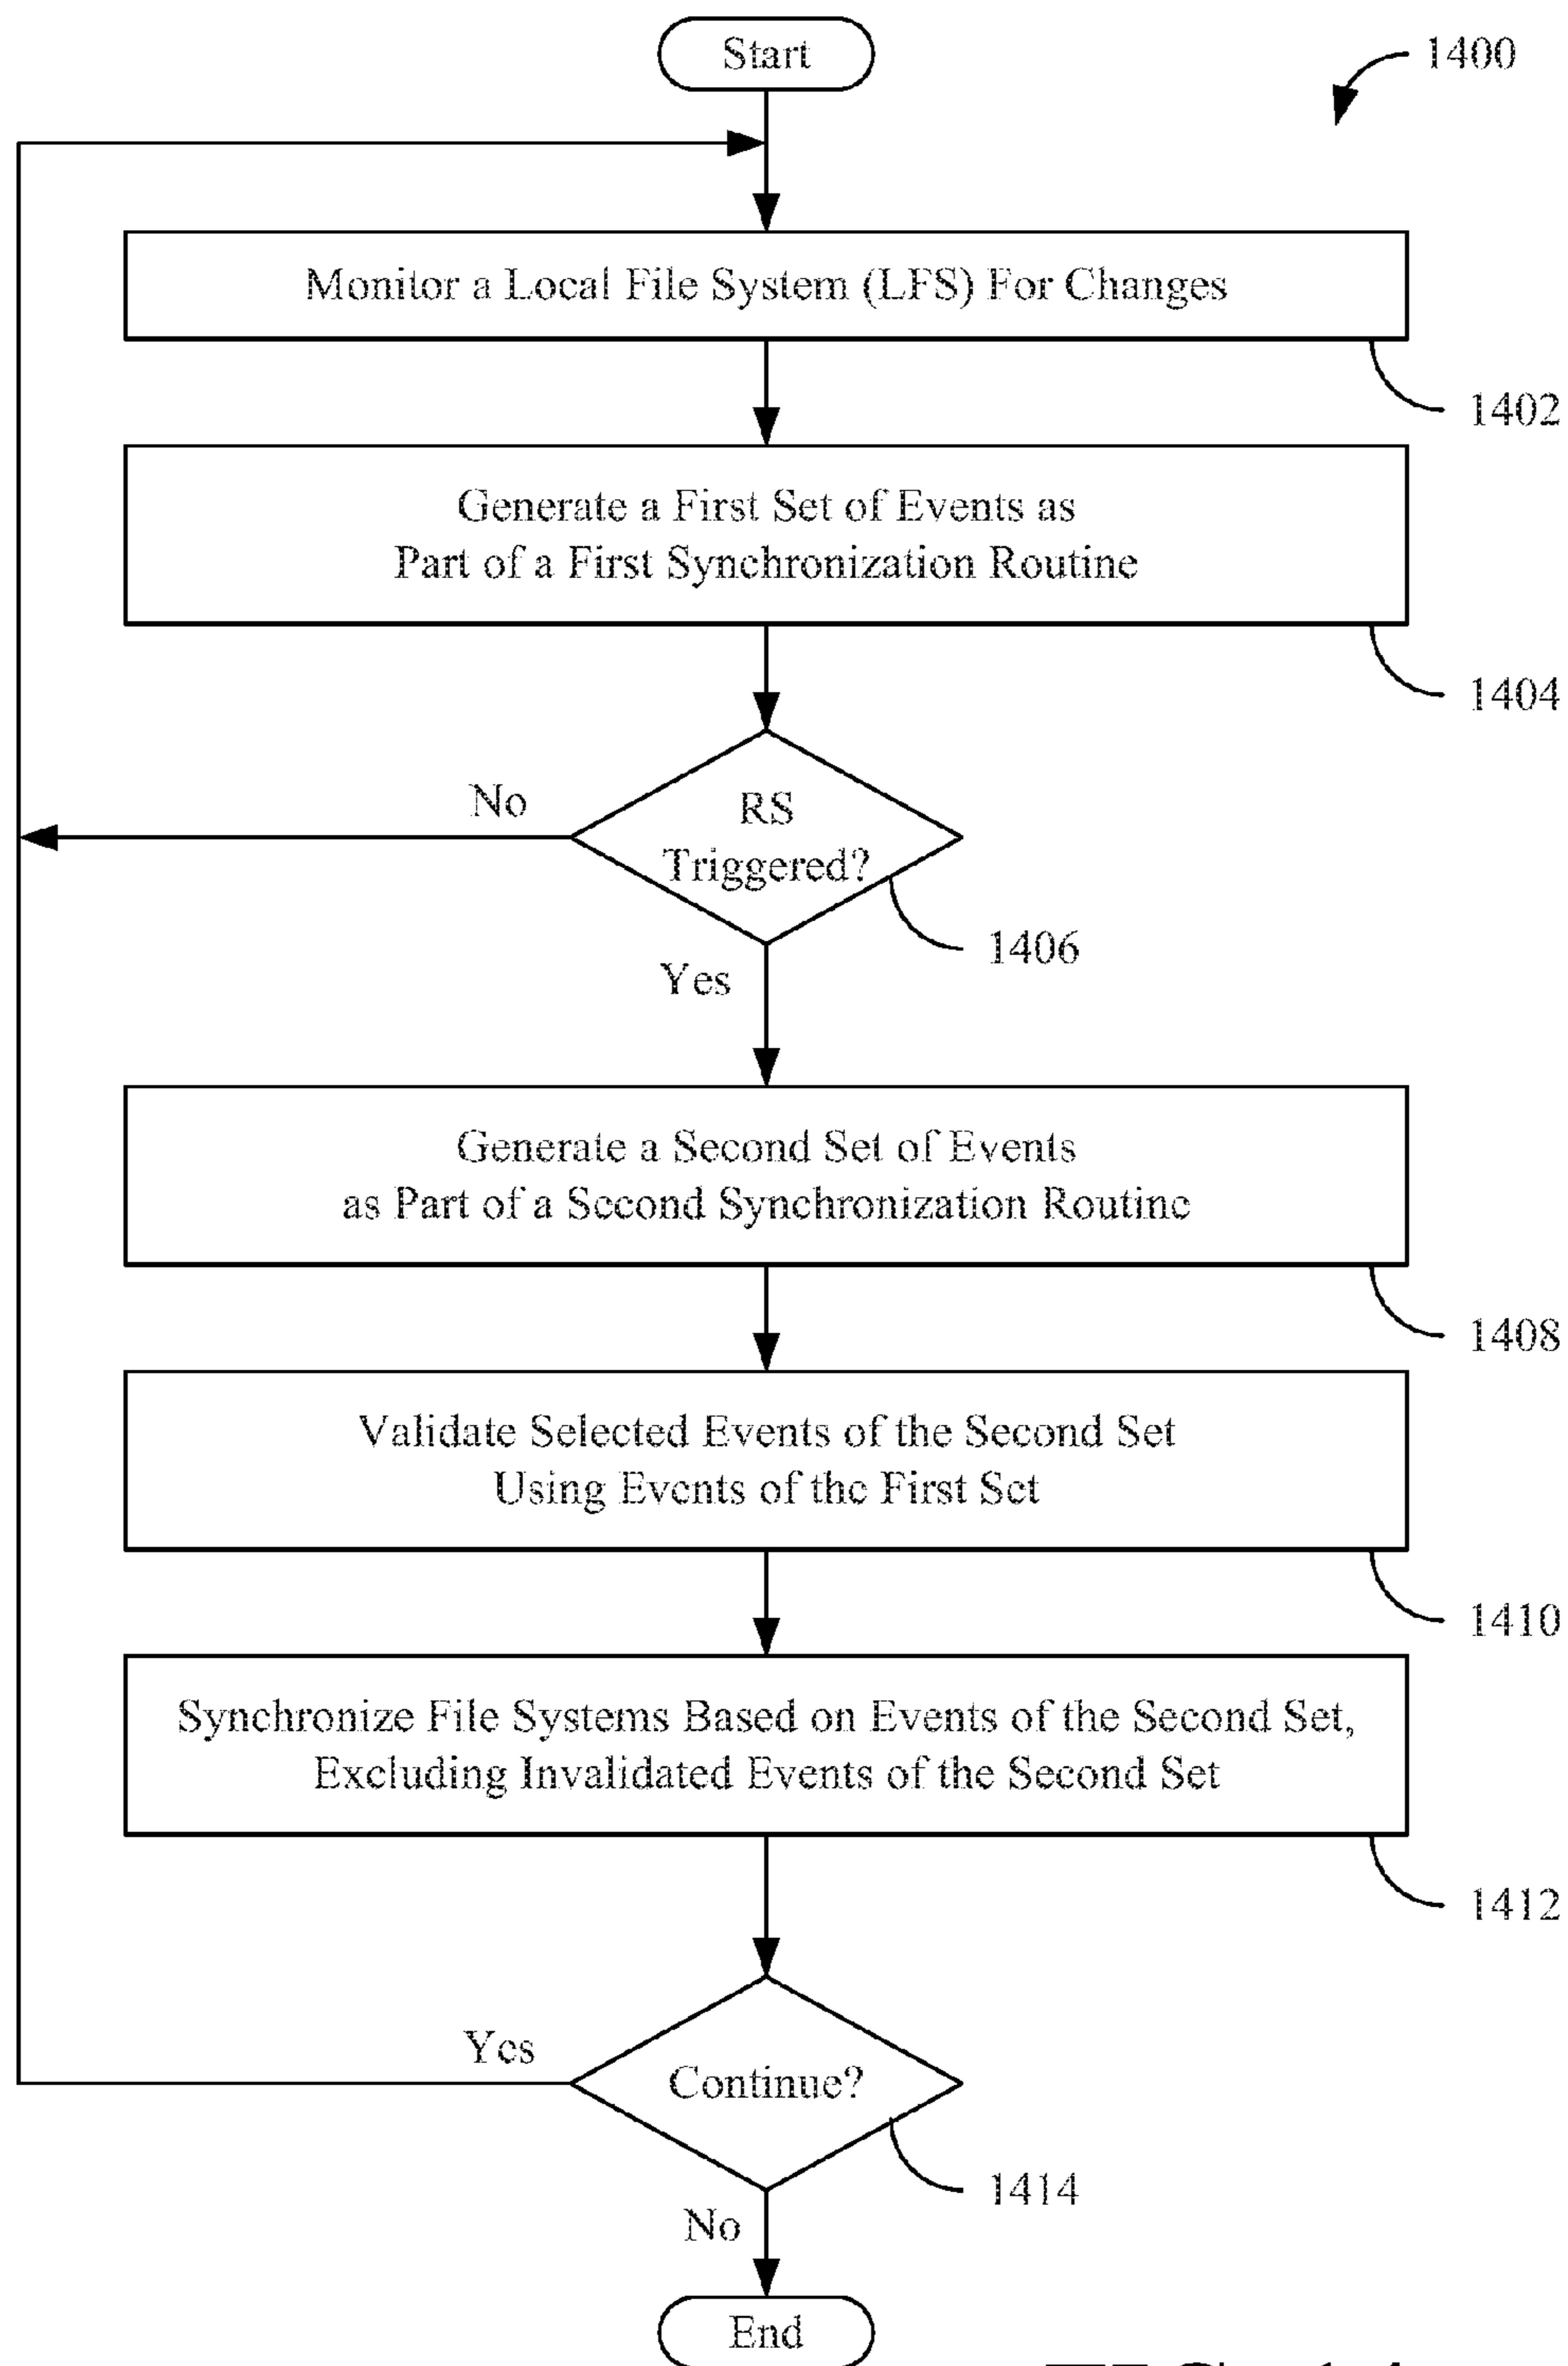 Start
1400
Monitor a Local File System (LFS) For Changes
1402
Generate a First Set of Events as
Part of a First Synchronization Routine
1404
No
RS
Triggered?
1406
Yes
Generate a Second Set of Events
as Part of a Second Synchronization Routine
1408
Validate Selected Events of the Second Set
Using Events of the First Set
1410
Synchronize File Systems Based on Events of the Second Set,
Excluding Invalidated Events of the Second Set
1412
Yes
Continue?
1414
No
End